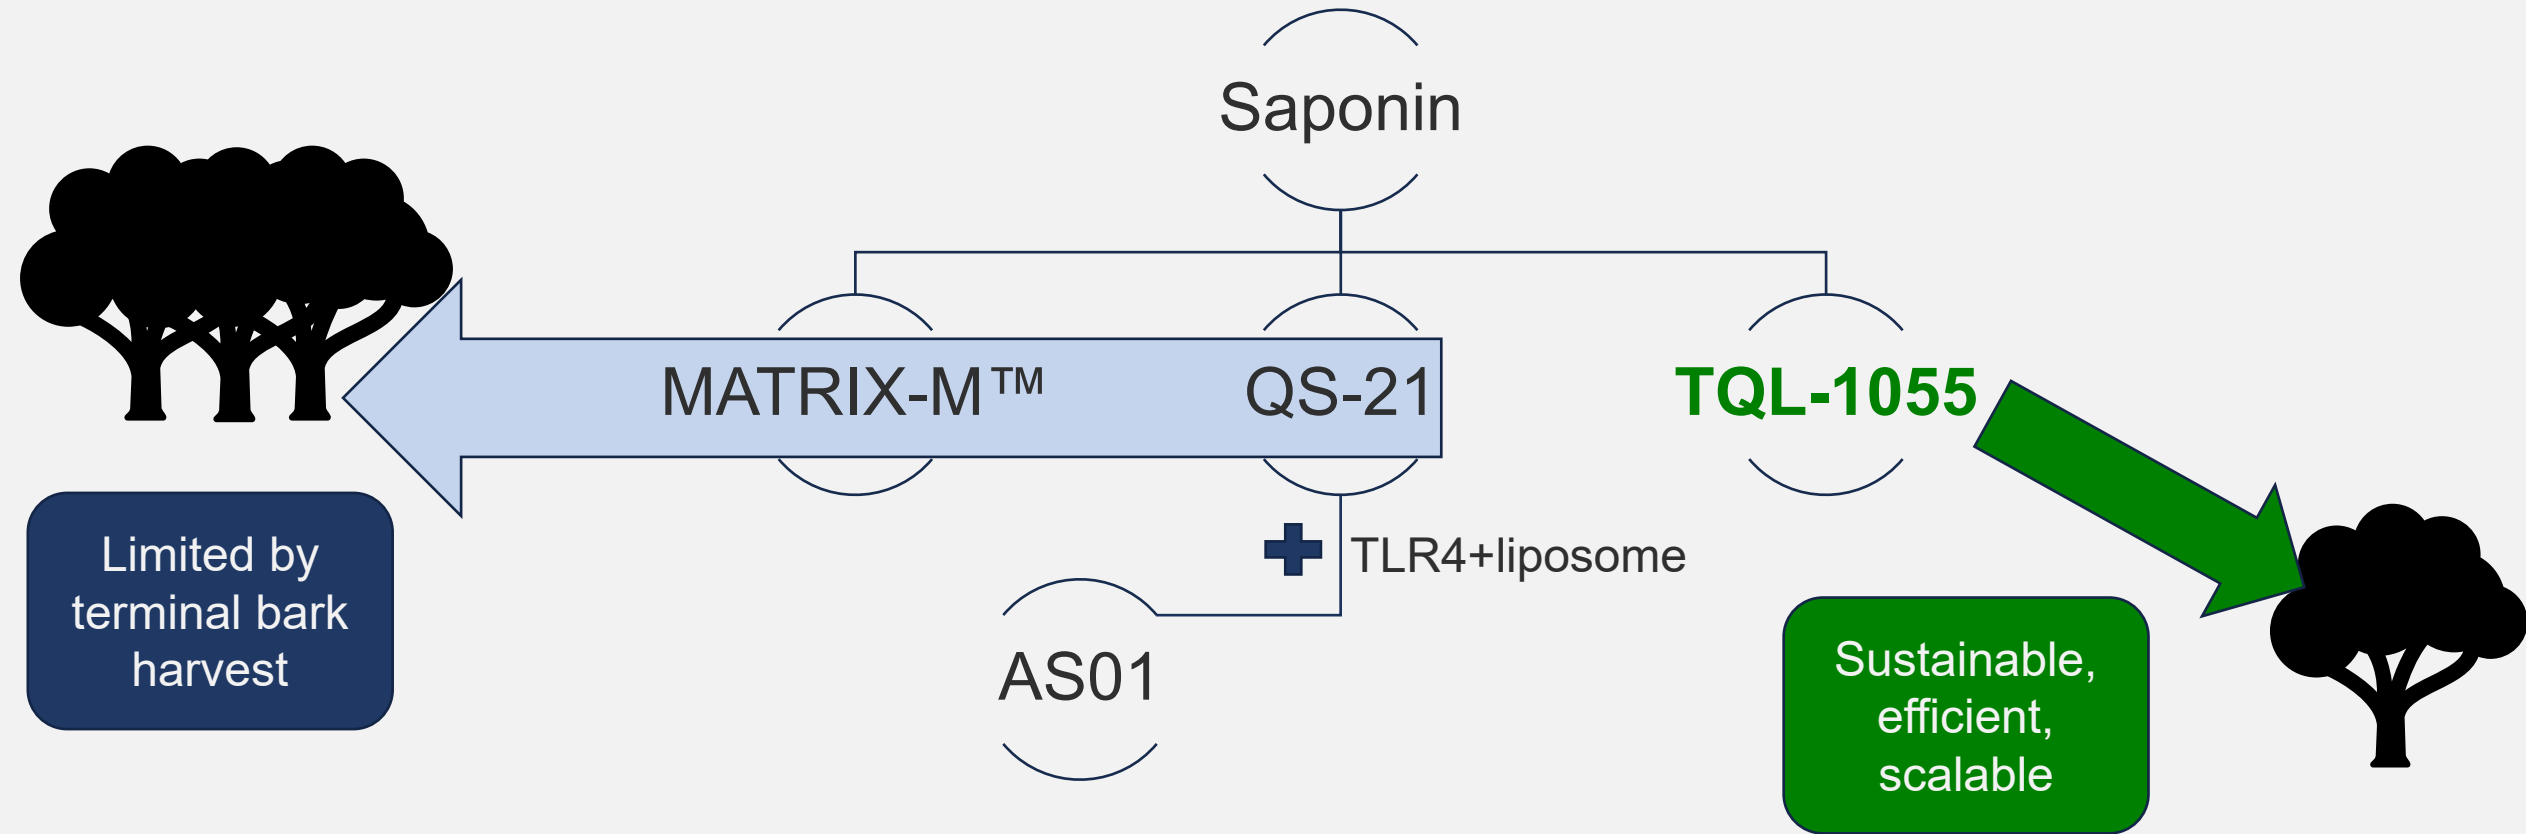 Saponin
MATRIX-M™
QS-21
TQL-1055
TLR4+liposome
AS01
Limited by
terminal bark
harvest
Sustainable,
efficient,
scalable